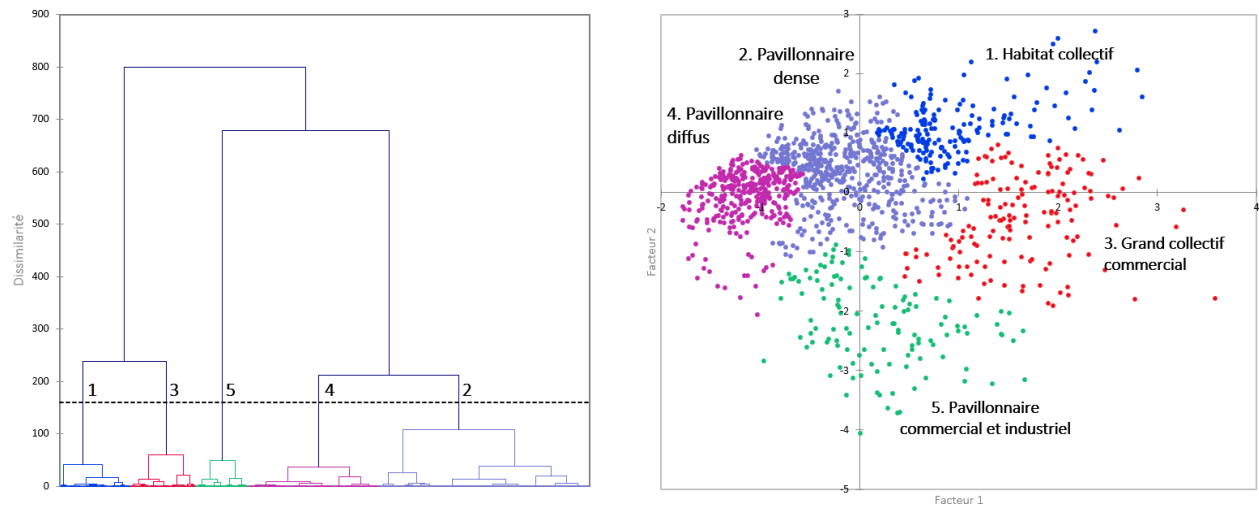 900
800
700
600
500
400
300
200
100
0
Dissimilarité
1
3
5
4
2
3
2
1
0
-1
-2
-3
-4
-5
-2
-1
0
1
2
3
4
Facteur 2
Facteur 1
2. Pavillonnaire
dense
1. Habitat collectif
4. Pavillonnaire
diffus
3. Grand collectif
commercial
5. Pavillonnaire
commercial et industriel